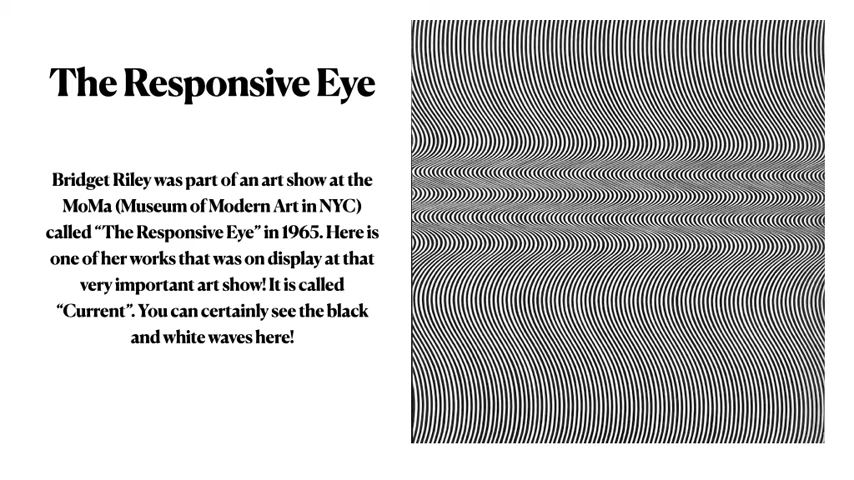 The Responsive Eye
Bridget Riley was part of an art show at the
MoMa (Museum of Modern Art in NYC)
called “The Responsive Eye” in 1965. Here is
one of her works that was on display at that
very important art show! It is called
“Current”. You can certainly see the black
and white waves here!